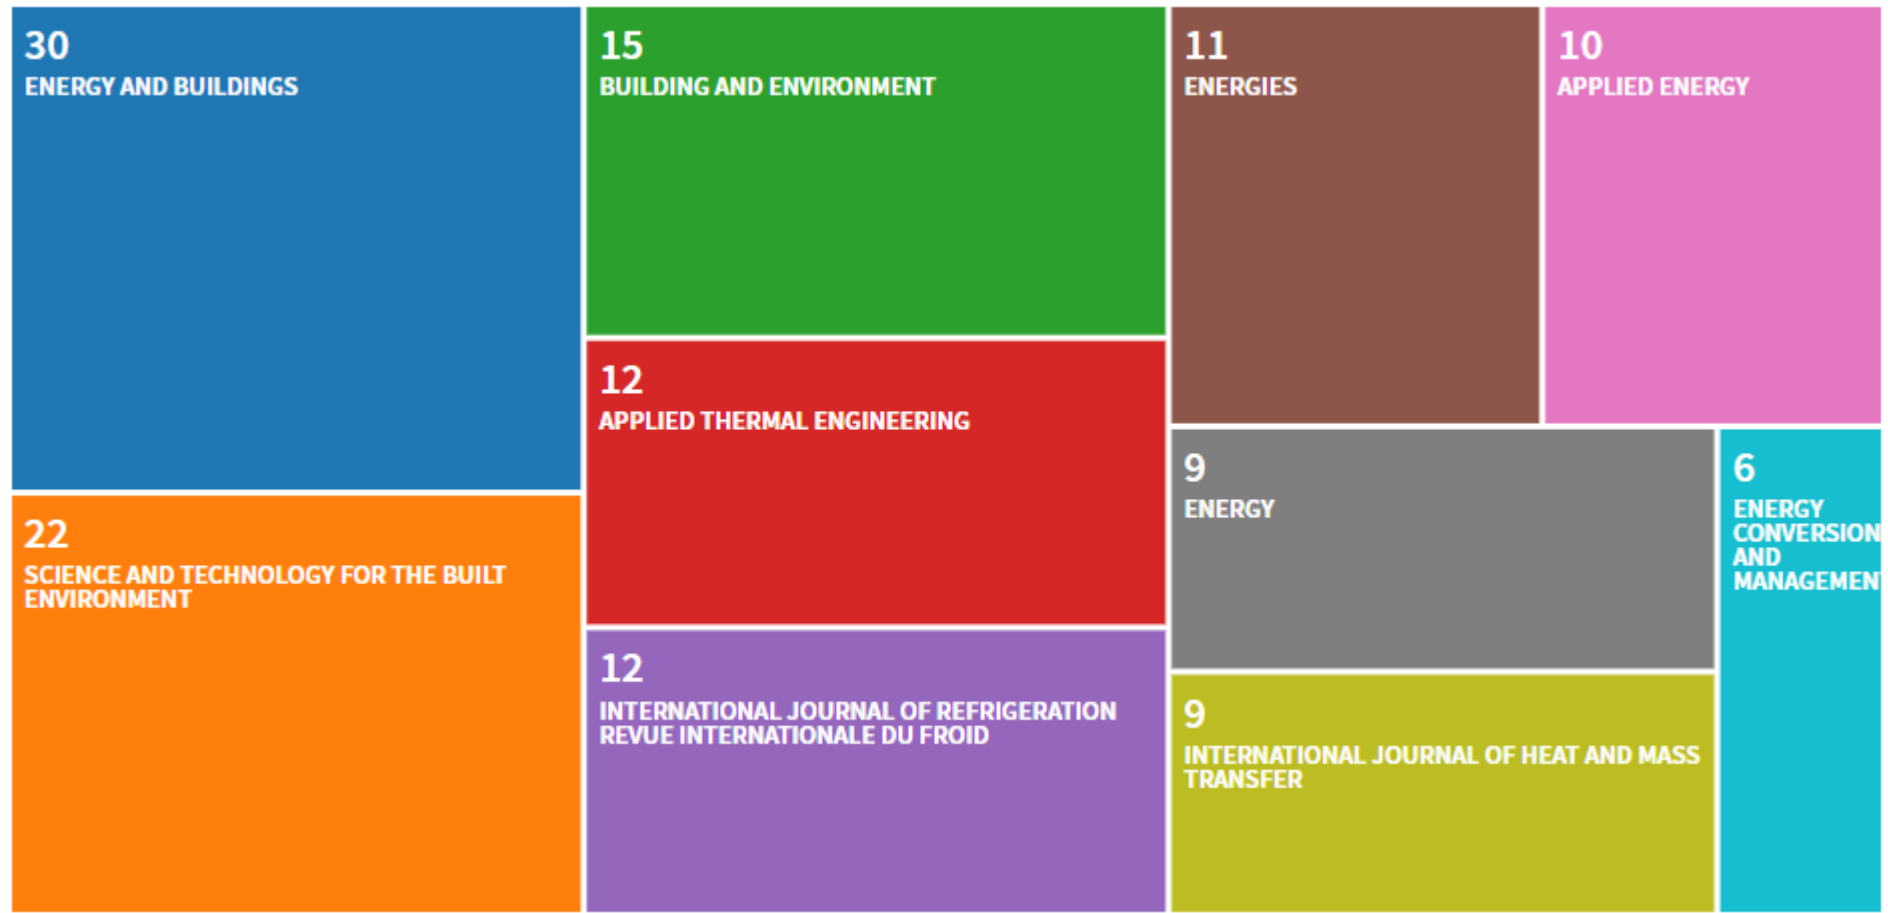 30
ENERGY AND BUILDINGS
22
SCIENCE AND TECHNOLOGY FOR THE BUILT
ENVIRONMENT
15
BUILDING AND ENVIRONMENT
12
APPLIED THERMAL ENGINEERING
12
INTERNATIONAL JOURNAL OF REFRIGERATION
REVUE INTERNATIONALE DU FROID
11
ENERGIES
10
APPLIED ENERGY
9
ENERGY
9
INTERNATIONAL JOURNAL OF HEAT AND MASS
TRANSFER
6
ENERGY
CONVERSION
AND
MANAGEMENT